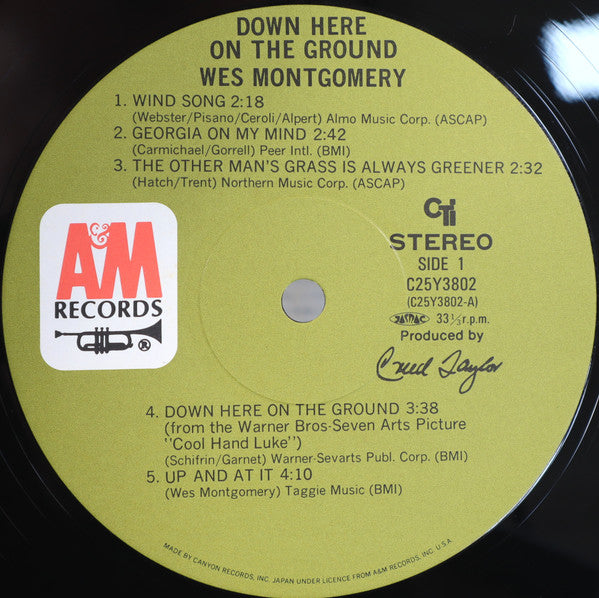 DOWN HERE
ON THE GROUND
WES MONTGOMERY
1. WIND SONG 2:18
(Webster/Pisano/Ceroli/Alpert) Almo Music Corp. (ASCAP)
2. GEORGIA ON MY MIND 2:42
(Carmichael/Gorrell) Peer Intl. (BMI)
3. THE OTHER MAN'S GRASS IS ALWAYS GREENER 2:32
(Hatch/Trent) Northern Music Corp. (ASCAP)
A&M
RECORDS
®
CTi
STEREO
SIDE 1
C25Y3802
(C25Y3802-A)
33⅓ r.p.m.
Produced by
Creed Taylor
4. DOWN HERE ON THE GROUND 3:38
(from the Warner Bros-Seven Arts Picture
"Cool Hand Luke")
(Schifrin/Garnet) Warner-Sevarts Publ. Corp. (BMI)
5. UP AND AT IT 4:10
(Wes Montgomery) Taggie Music (BMI)
MADE BY CANYON RECORDS, INC. JAPAN UNDER LICENCE FROM A&M RECORDS, INC. U.S.A.